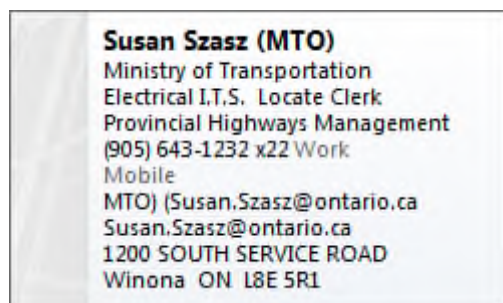 Susan Szasz (MTO)
Ministry of Transportation
Electrical I.T.S. Locate Clerk
Provincial Highways Management
(905) 643-1232 x22 Work
Mobile
MTO) (Susan.Szasz@ontario.ca
Susan.Szasz@ontario.ca
1200 SOUTH SERVICE ROAD
Winona ON L8E 5R1